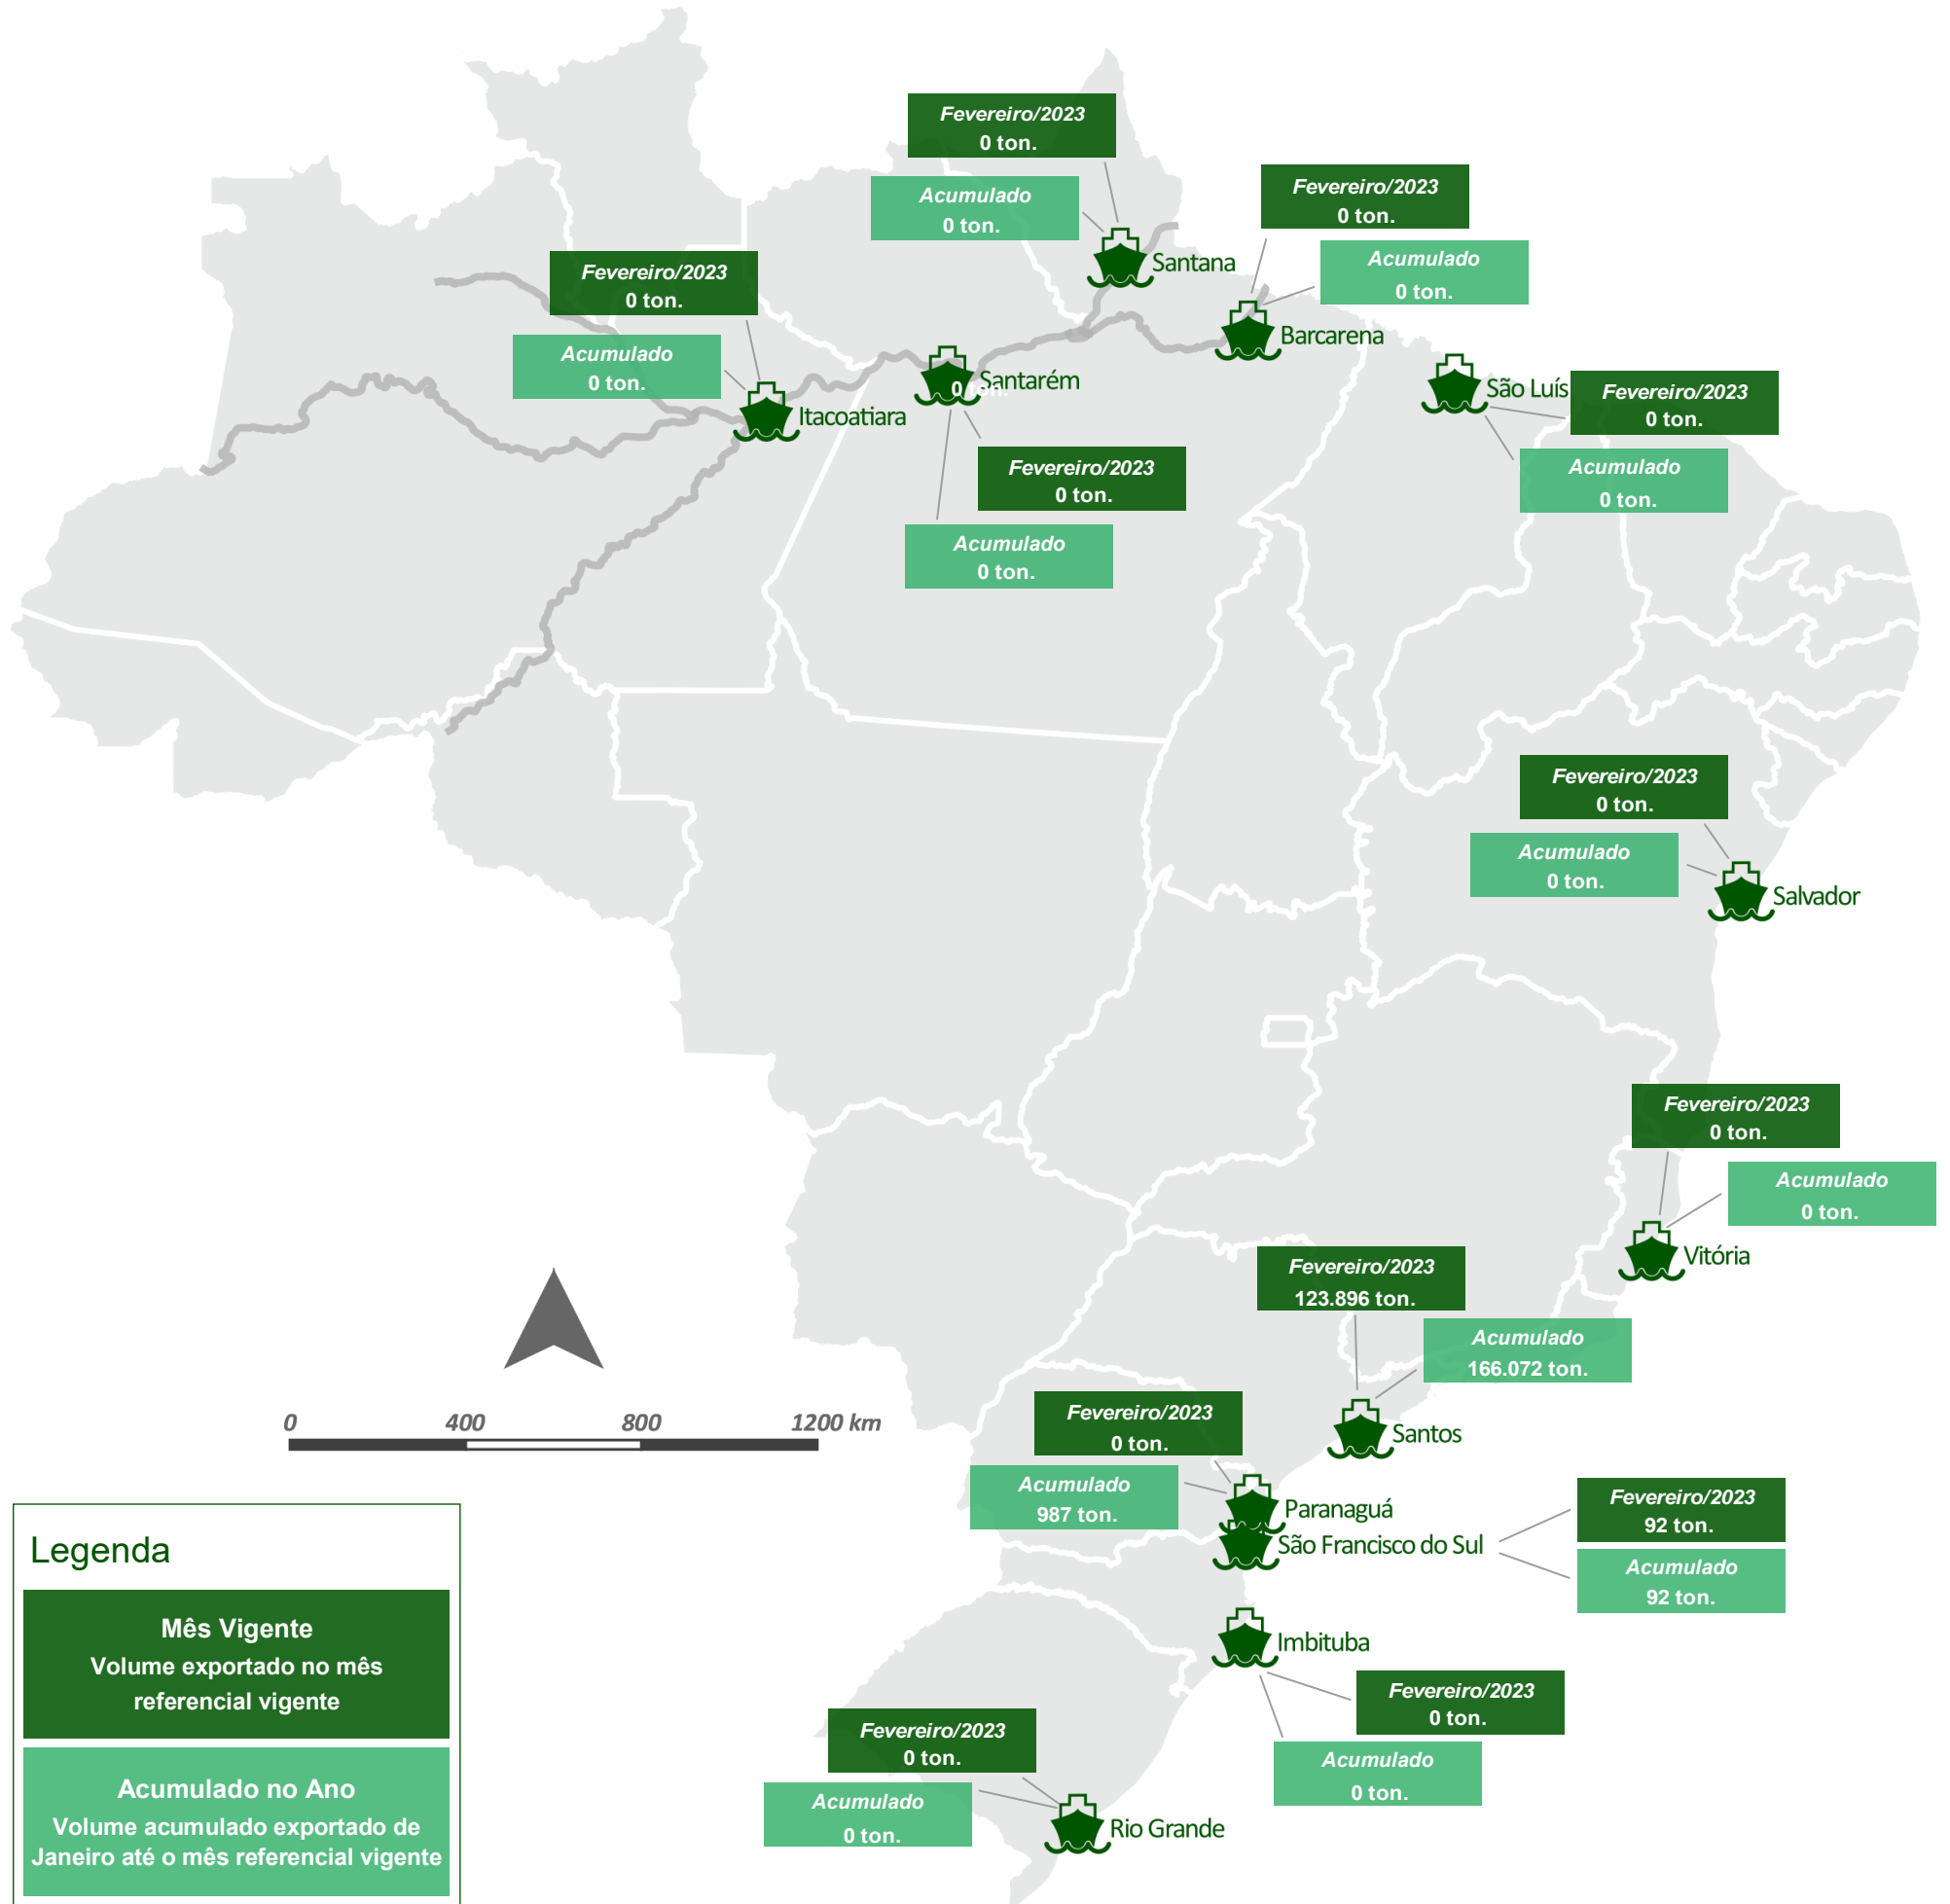 Fevereiro/2023
0 ton.
Acumulado
0 ton.
Santana
Fevereiro/2023
0 ton.
Acumulado
0 ton.
Barcarena
Fevereiro/2023
0 ton.
Acumulado
0 ton.
Itacoatiara
Santarém
0 ton.
Fevereiro/2023
0 ton.
Acumulado
0 ton.
São Luís
Fevereiro/2023
0 ton.
Acumulado
0 ton.
Fevereiro/2023
0 ton.
Acumulado
0 ton.
Salvador
Fevereiro/2023
0 ton.
Acumulado
0 ton.
Vitória
Fevereiro/2023
123.896 ton.
Acumulado
166.072 ton.
Santos
Fevereiro/2023
0 ton.
Acumulado
987 ton.
Paranaguá
São Francisco do Sul
Fevereiro/2023
92 ton.
Acumulado
92 ton.
Imbituba
Fevereiro/2023
0 ton.
Acumulado
0 ton.
Fevereiro/2023
0 ton.
Acumulado
0 ton.
Rio Grande
0 400 800 1200 km
Legenda
Mês Vigente
Volume exportado no mês
referencial vigente
Acumulado no Ano
Volume acumulado exportado de
Janeiro até o mês referencial vigente